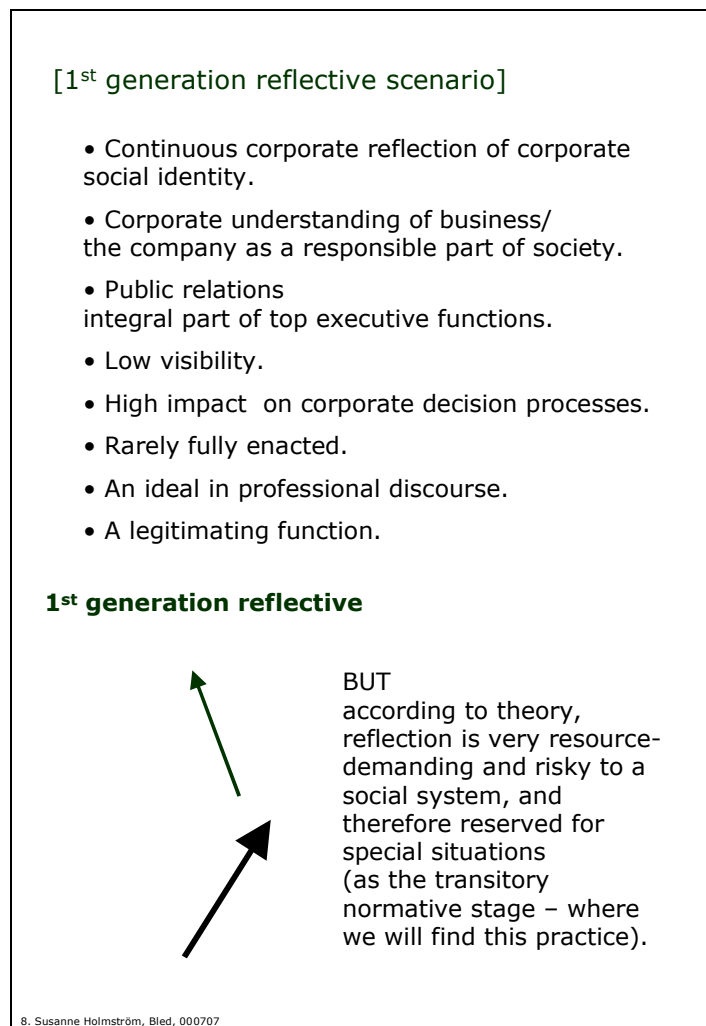 [1st generation reflective scenario]
• Continuous corporate reflection of corporate
social identity.
• Corporate understanding of business/
the company as a responsible part of society.
• Public relations
integral part of top executive functions.
• Low visibility.
• High impact  on corporate decision processes.
• Rarely fully enacted.
• An ideal in professional discourse.
• A legitimating function.
1st generation reflective
BUT
according to theory,
reflection is very resource-
demanding and risky to a
social system, and
therefore reserved for
special situations
(as the transitory
normative stage – where
we will find this practice).
8. Susanne Holmström, Bled, 000707